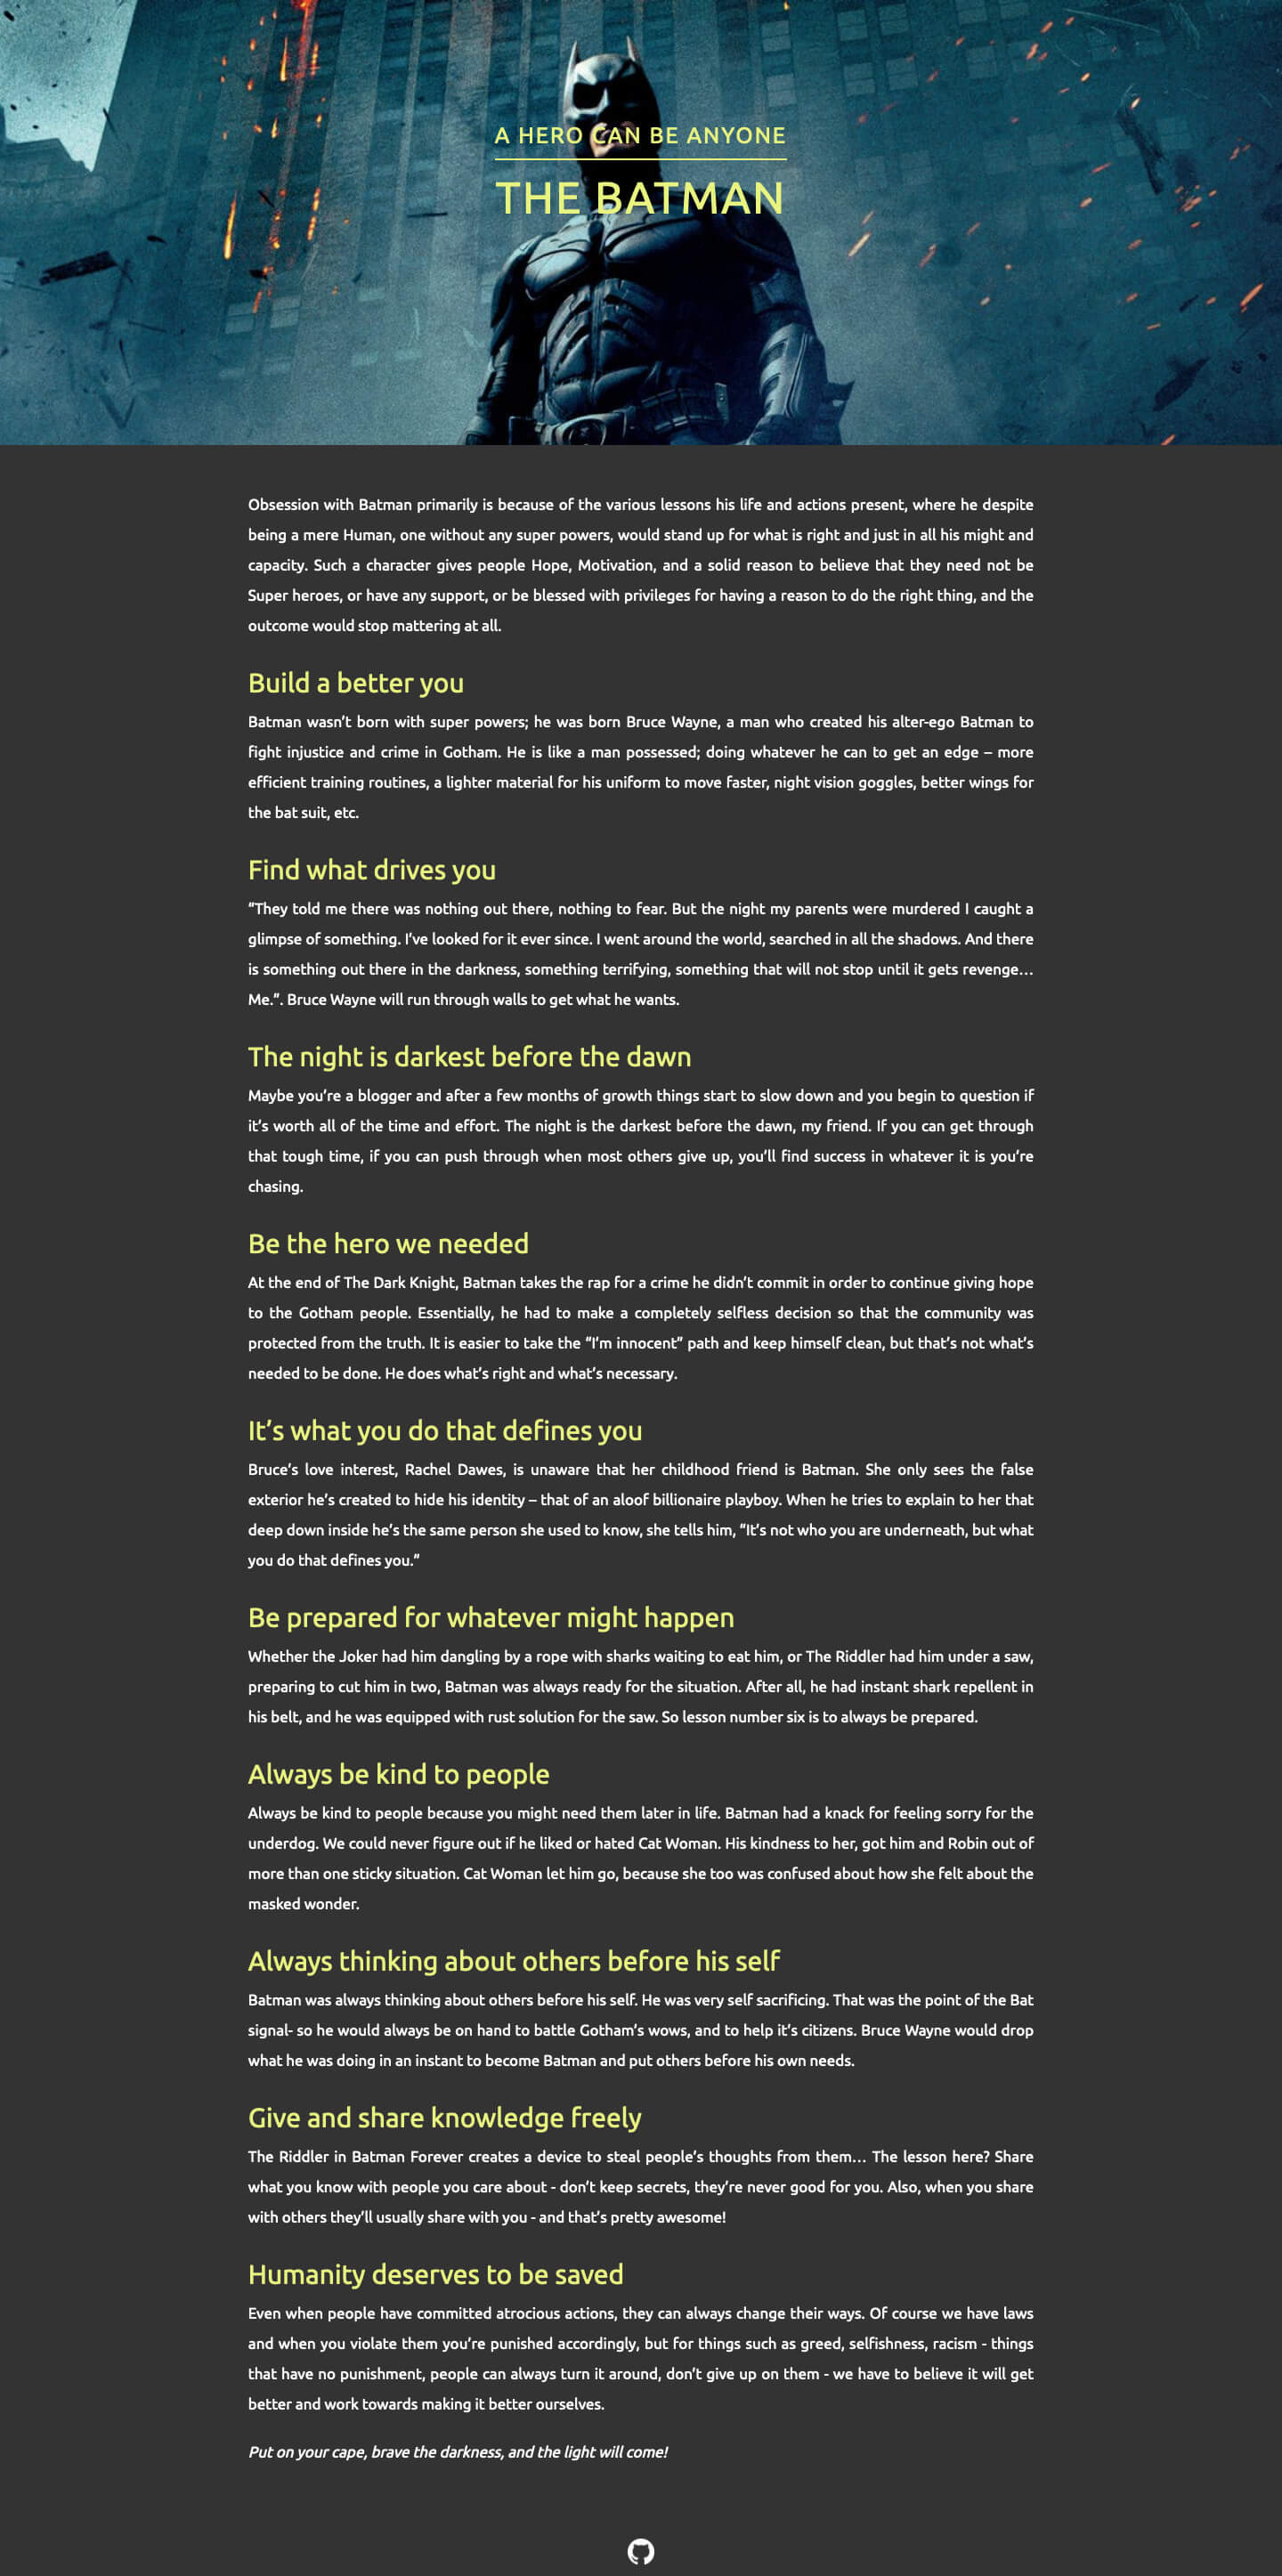 A HERO CAN BE ANYONE
THE BATMAN
Obsession with Batman primarily is because of the various lessons his life and actions present, where he despite
being a mere Human, one without any super powers, would stand up for what is right and just in all his might and
capacity. Such a character gives people Hope, Motivation, and a solid reason to believe that they need not be
Super heroes, or have any support, or be blessed with privileges for having a reason to do the right thing, and the
outcome would stop mattering at all.
Build a better you
Batman wasn’t born with super powers; he was born Bruce Wayne, a man who created his alter-ego Batman to
fight injustice and crime in Gotham. He is like a man possessed; doing whatever he can to get an edge – more
efficient training routines, a lighter material for his uniform to move faster, night vision goggles, better wings for
the bat suit, etc.
Find what drives you
“They told me there was nothing out there, nothing to fear. But the night my parents were murdered I caught a
glimpse of something. I’ve looked for it ever since. I went around the world, searched in all the shadows. And there
is something out there in the darkness, something terrifying, something that will not stop until it gets revenge…
Me.”. Bruce Wayne will run through walls to get what he wants.
The night is darkest before the dawn
Maybe you’re a blogger and after a few months of growth things start to slow down and you begin to question if
it’s worth all of the time and effort. The night is the darkest before the dawn, my friend. If you can get through
that tough time, if you can push through when most others give up, you’ll find success in whatever it is you’re
chasing.
Be the hero we needed
At the end of The Dark Knight, Batman takes the rap for a crime he didn’t commit in order to continue giving hope
to the Gotham people. Essentially, he had to make a completely selfless decision so that the community was
protected from the truth. It is easier to take the “I’m innocent” path and keep himself clean, but that’s not what’s
needed to be done. He does what’s right and what’s necessary.
It’s what you do that defines you
Bruce’s love interest, Rachel Dawes, is unaware that her childhood friend is Batman. She only sees the false
exterior he’s created to hide his identity – that of an aloof billionaire playboy. When he tries to explain to her that
deep down inside he’s the same person she used to know, she tells him, “It’s not who you are underneath, but what
you do that defines you.”
Be prepared for whatever might happen
Whether the Joker had him dangling by a rope with sharks waiting to eat him, or The Riddler had him under a saw,
preparing to cut him in two, Batman was always ready for the situation. After all, he had instant shark repellent in
his belt, and he was equipped with rust solution for the saw. So lesson number six is to always be prepared.
Always be kind to people
Always be kind to people because you might need them later in life. Batman had a knack for feeling sorry for the
underdog. We could never figure out if he liked or hated Cat Woman. His kindness to her, got him and Robin out of
more than one sticky situation. Cat Woman let him go, because she too was confused about how she felt about the
masked wonder.
Always thinking about others before his self
Batman was always thinking about others before his self. He was very self sacrificing. That was the point of the Bat
signal- so he would always be on hand to battle Gotham’s wows, and to help it’s citizens. Bruce Wayne would drop
what he was doing in an instant to become Batman and put others before his own needs.
Give and share knowledge freely
The Riddler in Batman Forever creates a device to steal people’s thoughts from them… The lesson here? Share
what you know with people you care about - don’t keep secrets, they’re never good for you. Also, when you share
with others they’ll usually share with you - and that’s pretty awesome!
Humanity deserves to be saved
Even when people have committed atrocious actions, they can always change their ways. Of course we have laws
and when you violate them you’re punished accordingly, but for things such as greed, selfishness, racism - things
that have no punishment, people can always turn it around, don’t give up on them - we have to believe it will get
better and work towards making it better ourselves.
Put on your cape, brave the darkness, and the light will come!